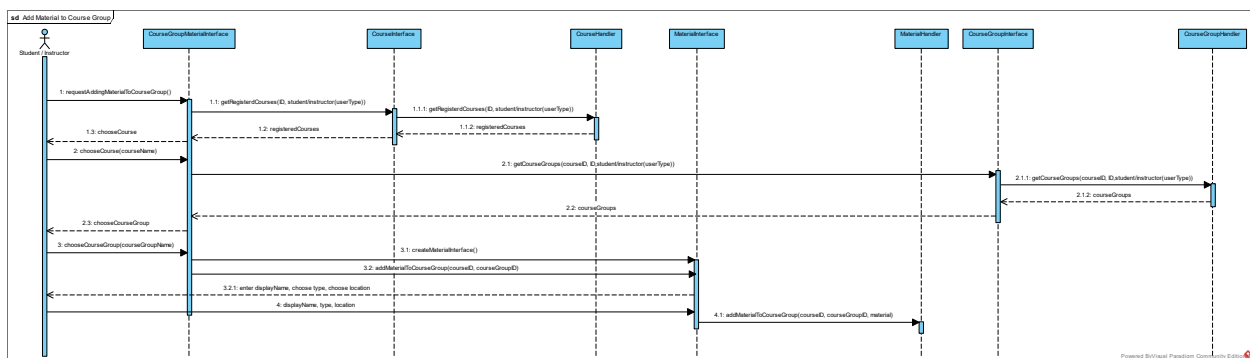 sd Add Material to Course Group
Student / Instructor
CourseGroupMaterialInterface
CourseInterface
CourseHandler
MaterialInterface
MaterialHandler
CourseGroupInterface
CourseGroupHandler
1: requestAddingMaterialToCourseGroup()
1.1: getRegisterdCourses(ID, student/instructor(userType))
1.1.1: getRegisterdCourses(ID, student/instructor(userType))
1.1.2: registeredCourses
1.2: registeredCourses
1.3: chooseCourse
2: chooseCourse(courseName)
2.1: getCourseGroups(courseID, ID,student/instructor(userType))
2.1.1: getCourseGroups(courseID, ID,student/instructor(userType))
2.1.2: courseGroups
2.2: courseGroups
2.3: chooseCourseGroup
3: chooseCourseGroup(courseGroupName)
3.1: createMaterialInterface()
3.2: addMaterialToCourseGroup(courseID, courseGroupID)
3.2.1: enter displayName, choose type, choose location
4: displayName, type, location
4.1: addMaterialToCourseGroup(courseID, courseGroupID, material)
Powered ByVisual Paradigm Community Edition